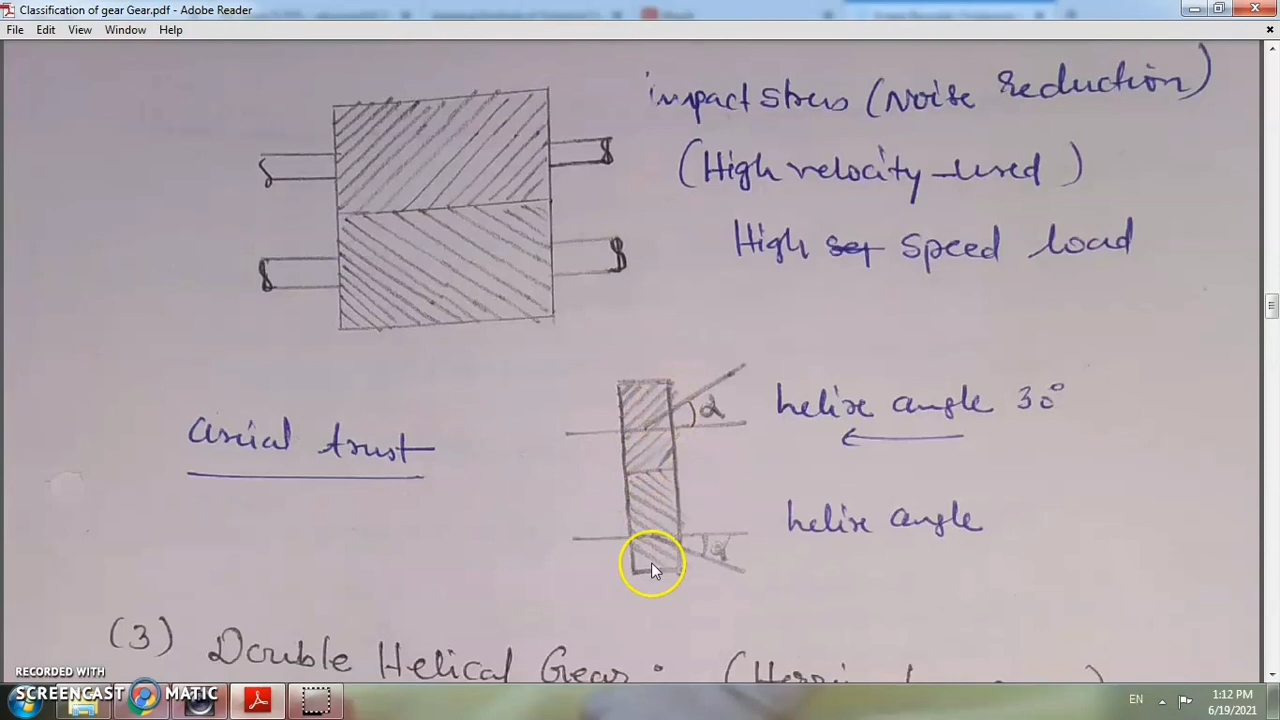 Classification of gear Gear.pdf - Adobe Reader
File Edit View Window Help
impact stress (Noise reduction)
(High velocity used)
High speed load
α
helix angle 30°
axial trust
helix angle
α
(3) Double Helical Gear :
RECORDED WITH
SCREENCAST MATIC
EN
1:12 PM
6/19/2021